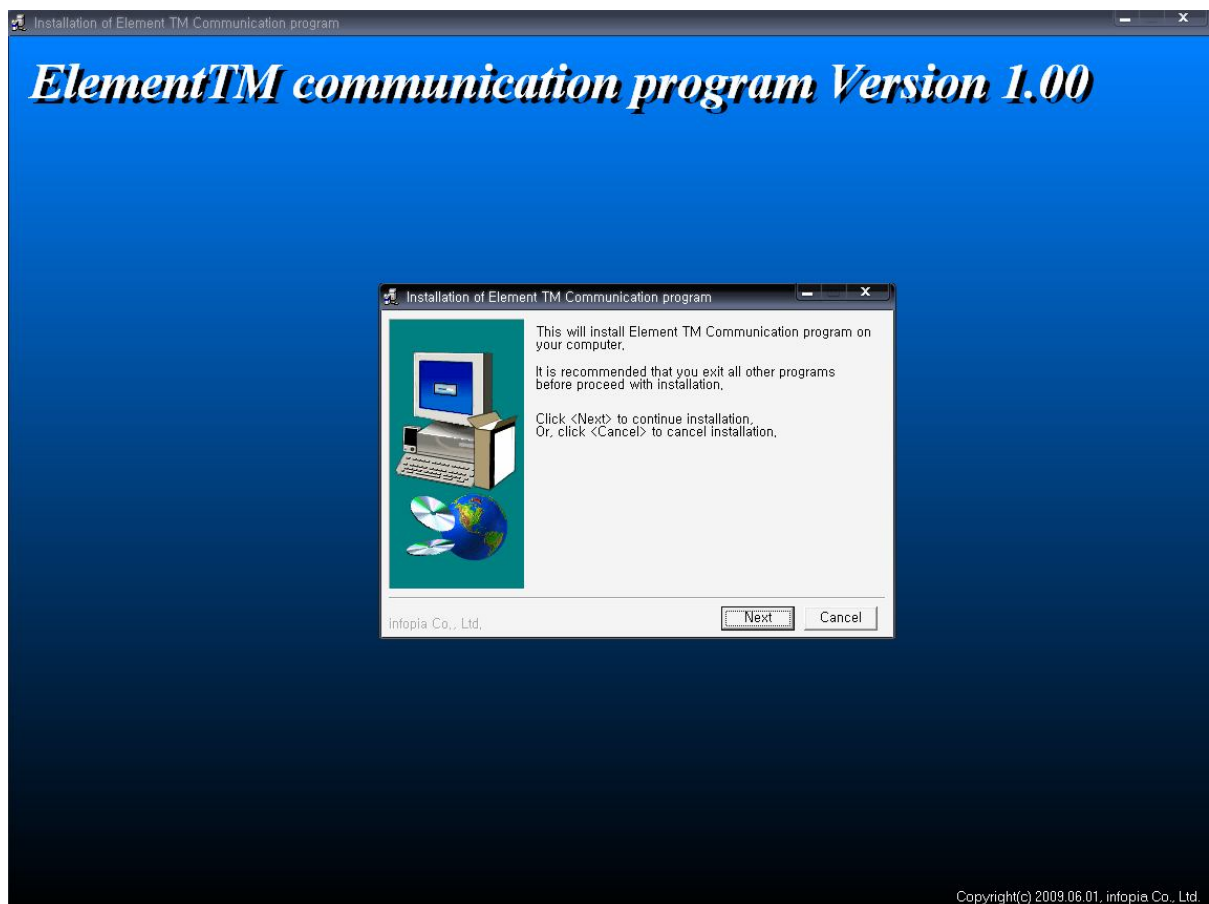 Installation of Element TM Communication program
ElementTM communication program Version 1.00
Installation of Element TM Communication program
This will install Element TM Communication program on
your computer,
It is recommended that you exit all other programs
before proceed with installation,
Click <Next> to continue installation,
Or, click <Cancel> to cancel installation,
infopia Co,, Ltd,
Next
Cancel
Copyright(c) 2009.06.01, infopia Co., Ltd.